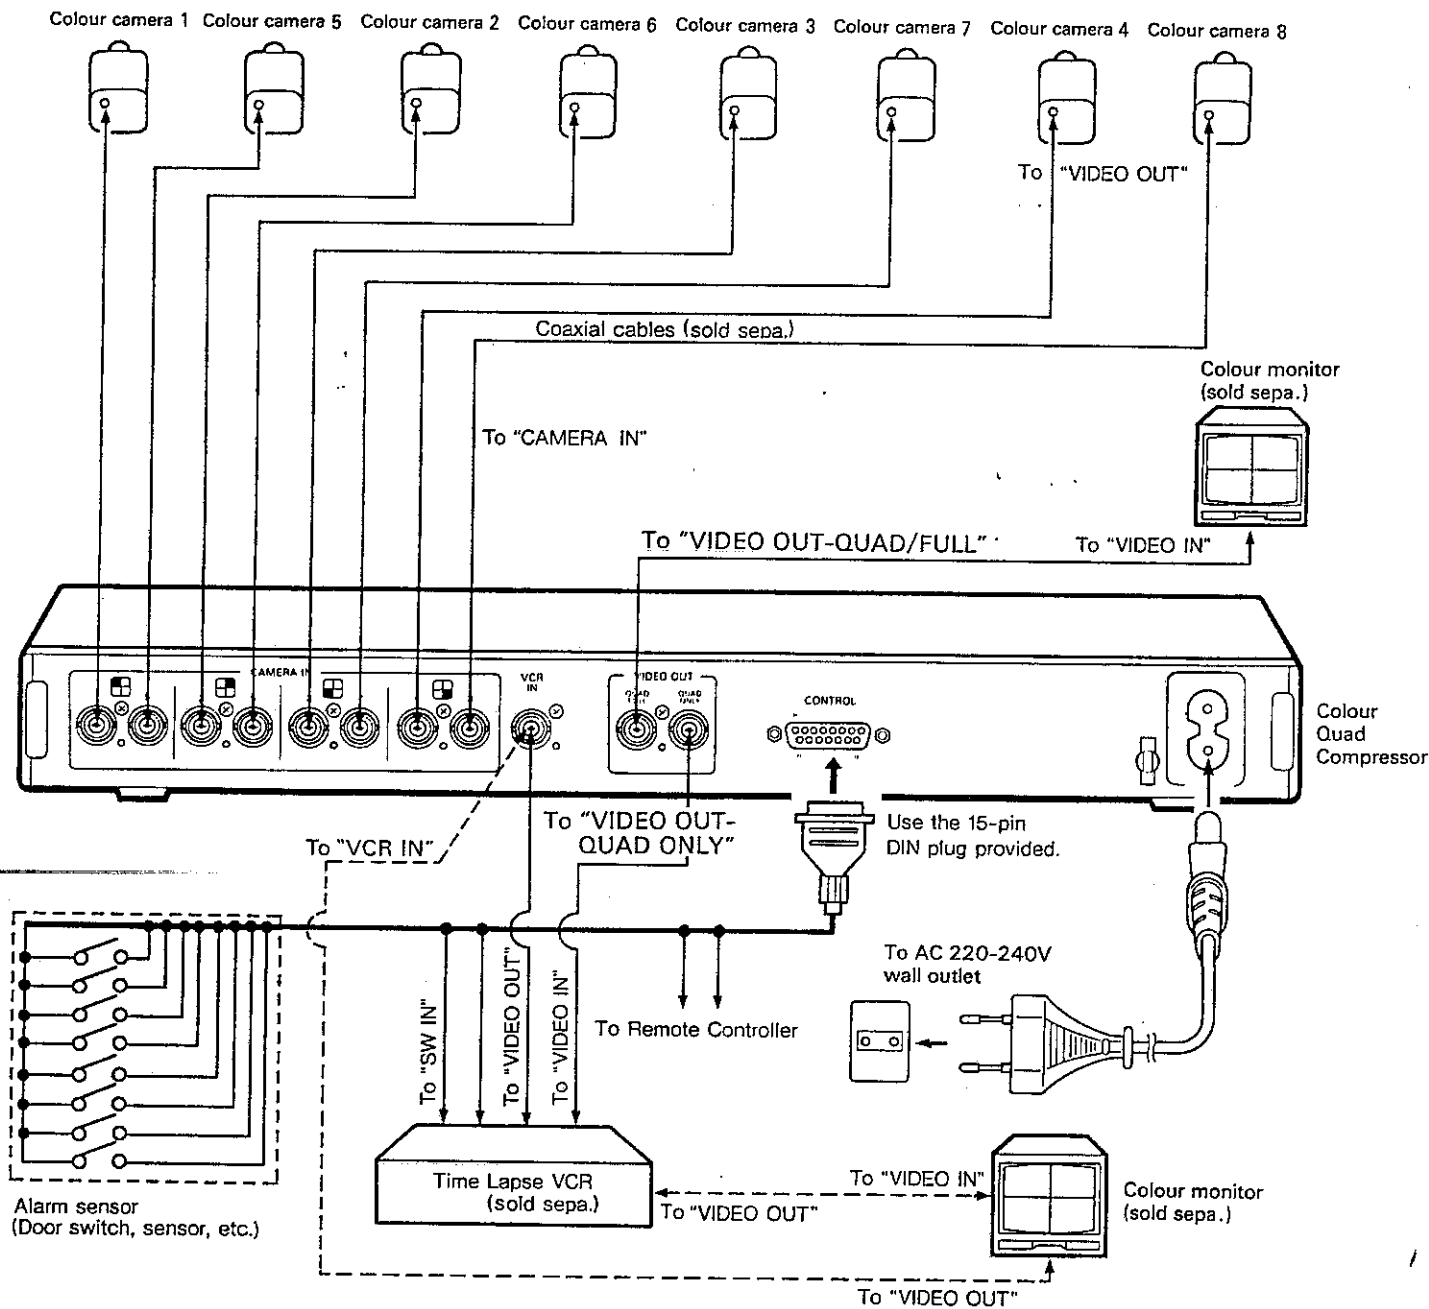 Colour camera 1 Colour camera 5 Colour camera 2 Colour camera 6 Colour camera 3 Colour camera 7 Colour camera 4 Colour camera 8
To "VIDEO OUT"
Coaxial cables (sold sepa.)
Colour monitor
(sold sepa.)
To "CAMERA IN"
To "VIDEO OUT-QUAD/FULL"
To "VIDEO IN"
CAMERA IN
VCR
IN
VIDEO OUT
QUAD
QUAD
ONLY
CONTROL
Colour
Quad
Compressor
To "VCR IN"
To "VIDEO OUT-
QUAD ONLY"
Use the 15-pin
DIN plug provided.
To "SW IN"
To "VIDEO OUT"
To "VIDEO IN"
To Remote Controller
To AC 220-240V
wall outlet
Alarm sensor
(Door switch, sensor, etc.)
Time Lapse VCR
(sold sepa.)
To "VIDEO IN"
To "VIDEO OUT"
Colour monitor
(sold sepa.)
To "VIDEO OUT"